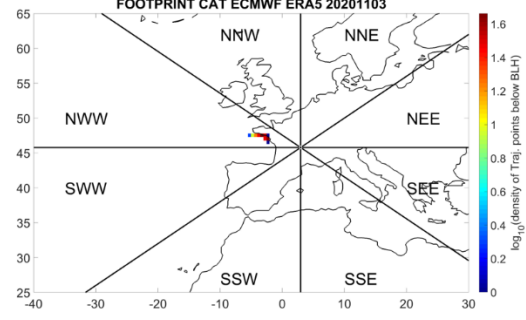 FOOTPRINT CAT ECMWF ERA5 20201103
65
60
55
50
45
40
35
30
25
-40
-30
-20
-10
0
10
20
30
NNW
NNE
NWW
NEE
SWW
SEE
SSW
SSE
1.6
1.4
1.2
1
0.8
0.6
0.4
0.2
0
log10(density of Traj. points below BLH)